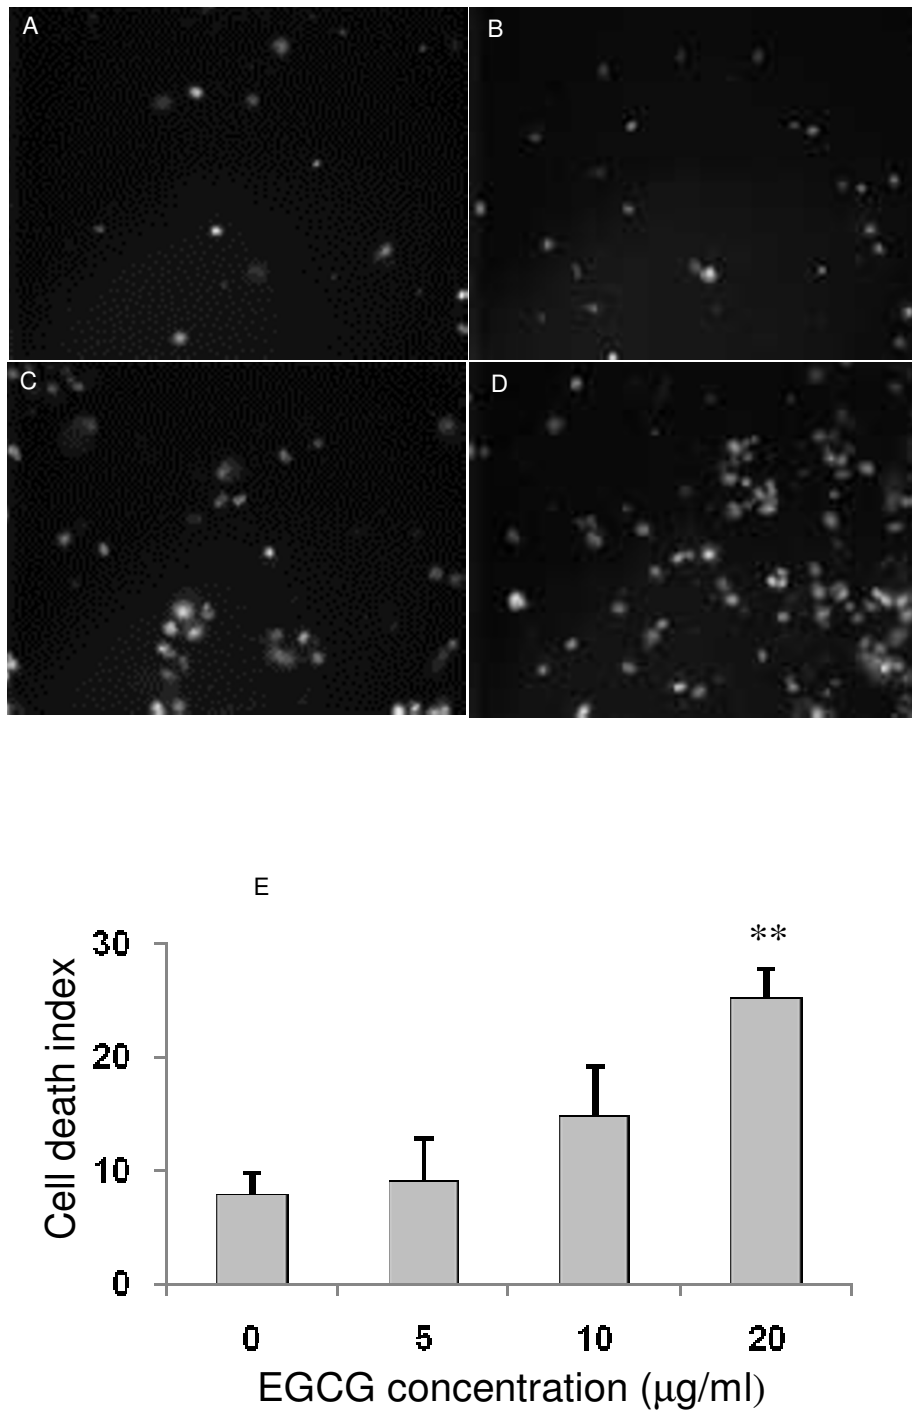 A
B
C
D
E
**
30
20
10
0
Cell death index
0 5 10 20
EGCG concentration (μg/ml)